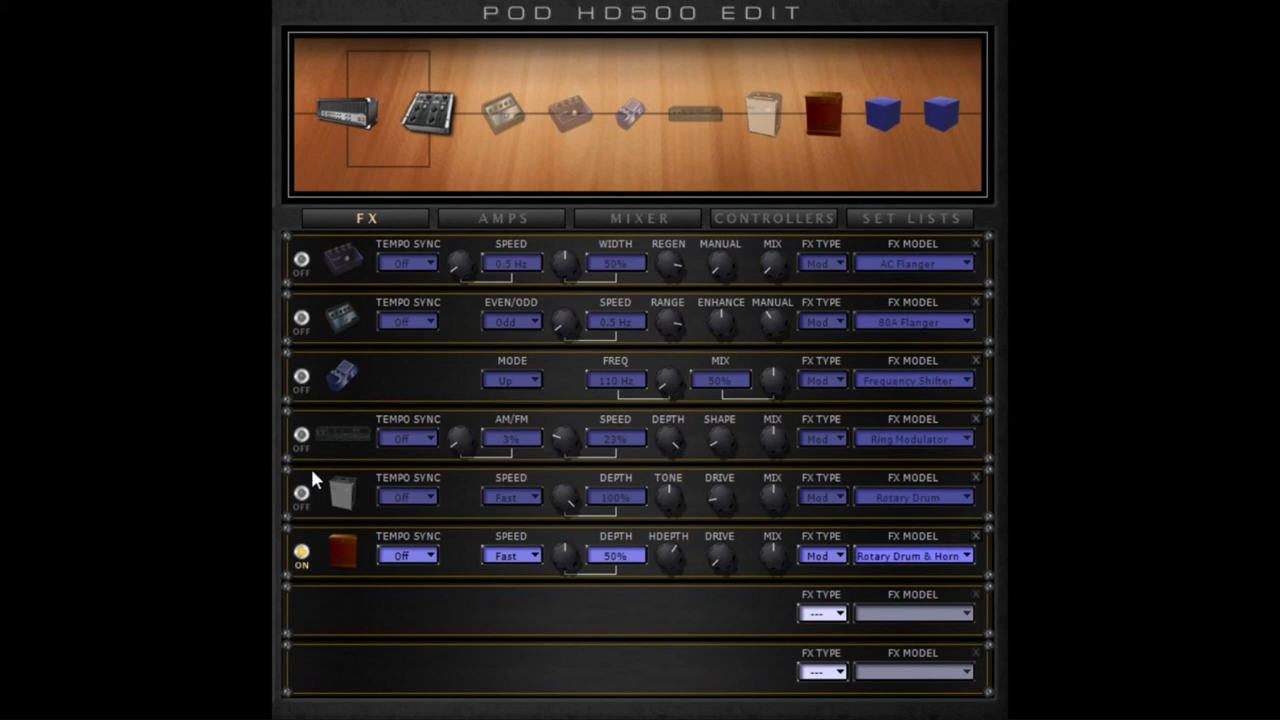 POD HD500 EDIT
FX AMPS MIXER CONTROLLERS SET LISTS
TEMPO SYNC SPEED WIDTH REGEN MANUAL MIX FX TYPE FX MODEL X
OFF Off 0.5 Hz 50% Mod AC Flanger
TEMPO SYNC EVEN/ODD SPEED RANGE ENHANCE MANUAL FX TYPE FX MODEL X
OFF Off Odd 0.5 Hz Mod 80A Flanger
MODE FREQ MIX FX TYPE FX MODEL X
OFF Up 110 Hz 50% Mod Frequency Shifter
TEMPO SYNC AM/FM SPEED DEPTH SHAPE MIX FX TYPE FX MODEL X
OFF Off 3% 23% Mod Ring Modulator
TEMPO SYNC SPEED DEPTH TONE DRIVE MIX FX TYPE FX MODEL X
OFF Off Fast 100% Mod Rotary Drum
TEMPO SYNC SPEED DEPTH HDEPTH DRIVE MIX FX TYPE FX MODEL X
ON Off Fast 50% Mod Rotary Drum & Horn
FX TYPE FX MODEL X
---
FX TYPE FX MODEL X
---